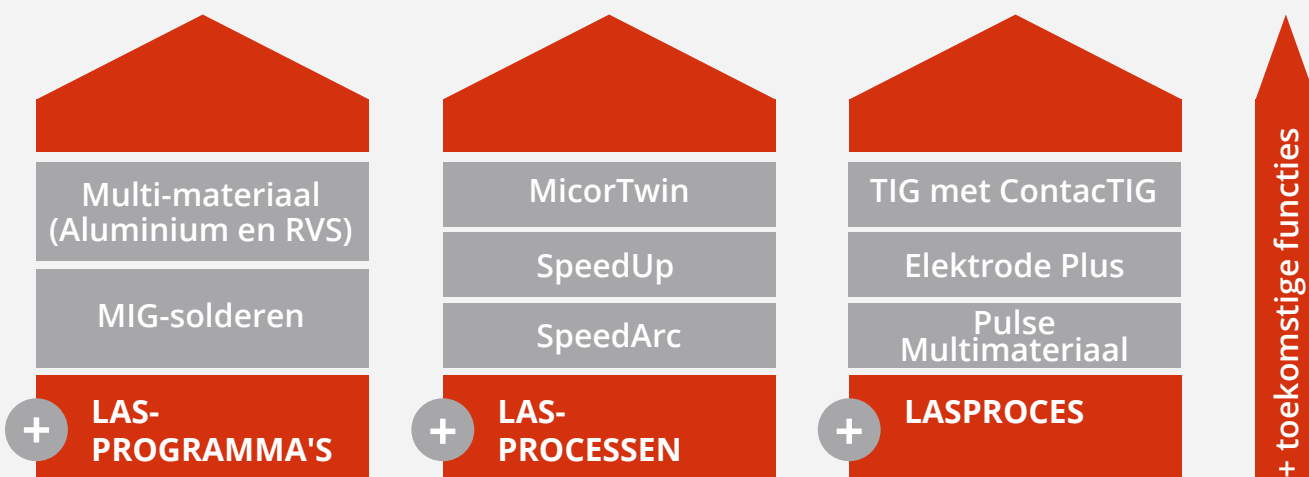 Multi-materiaal
(Aluminium en RVS)
MIG-solderen
+ LAS-
PROGRAMMA'S
MicorTwin
SpeedUp
SpeedArc
+ LAS-
PROCESSEN
TIG met ContacTIG
Elektrode Plus
Pulse
Multimateriaal
+ LASPROCES
+ toekomstige functies